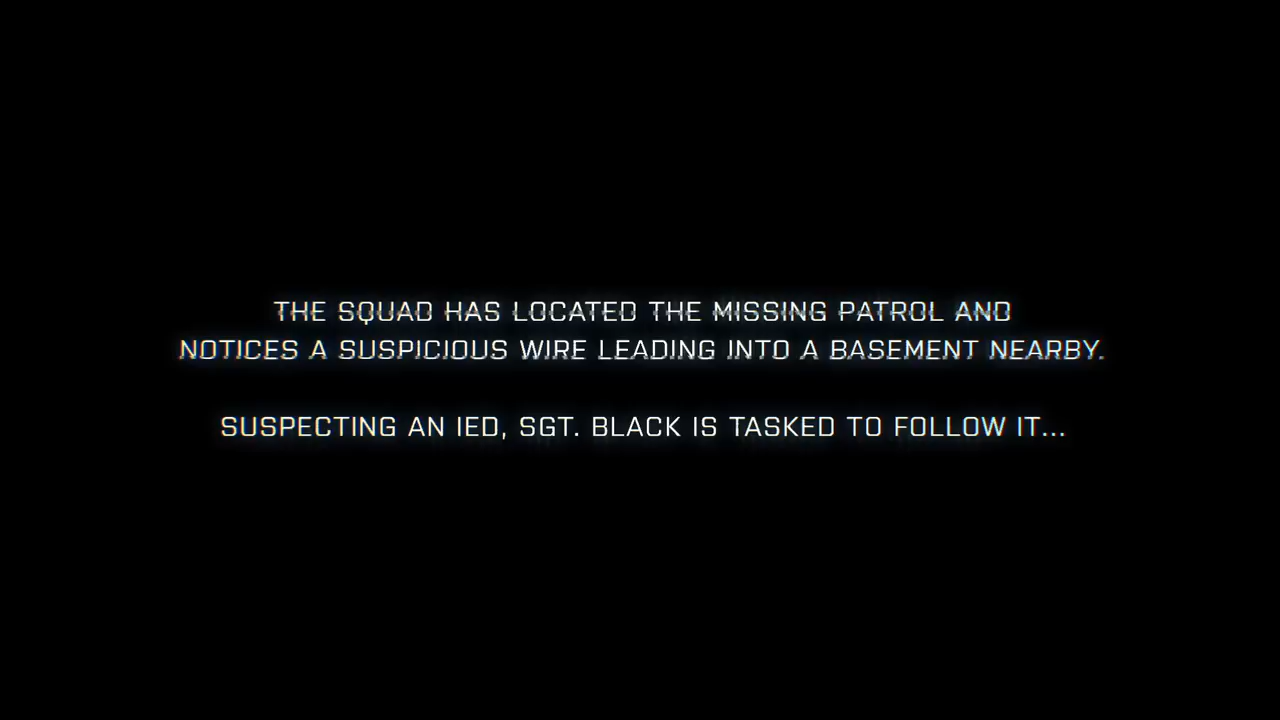 THE SQUAD HAS LOCATED THE MISSING PATROL AND
NOTICES A SUSPICIOUS WIRE LEADING INTO A BASEMENT NEARBY.
SUSPECTING AN IED, SGT. BLACK IS TASKED TO FOLLOW IT...